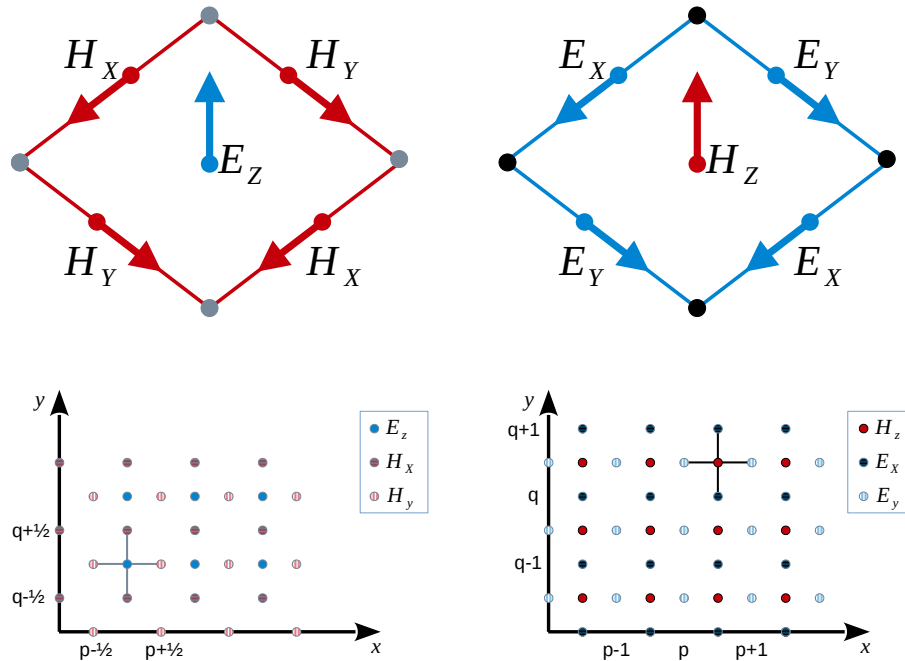 H_X
H_Y
E_Z
H_Y
H_X
E_X
E_Y
H_Z
E_Y
E_X
y
q+½
q-½
p-½
p+½
x
E_z
H_X
H_y
y
q+1
q
q-1
p-1
p
p+1
x
H_z
E_X
E_y